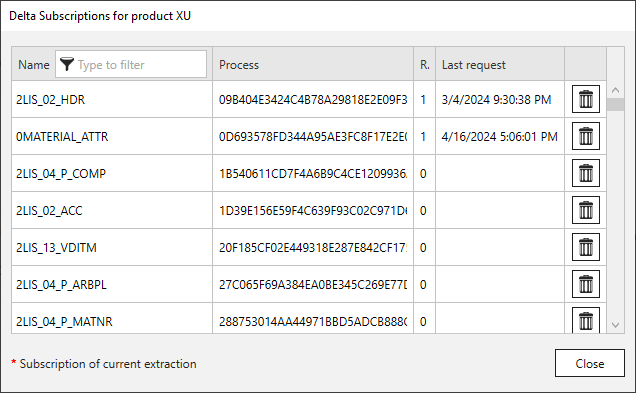 Delta Subscriptions for product XU
Name Type to filter Process R. Last request
2LIS_02_HDR 09B404E3424C4B78A29818E2E09F3 1 3/4/2024 9:30:38 PM
0MATERIAL_ATTR 0D693578FD344A95AE3FC8F17E2E0 1 4/16/2024 5:06:01 PM
2LIS_04_P_COMP 1B540611CD7F4A6B9C4CE1209936 0
2LIS_02_ACC 1D39E156E59F4C639F93C02C971D 0
2LIS_13_VDITM 20F185CF02E449318E287E842CF17 0
2LIS_04_P_ARBPL 27C065F69A384EA0BE345C269E77 0
2LIS_04_P_MATNR 288753014AA44971BBD5ADCB888 0
* Subscription of current extraction
Close